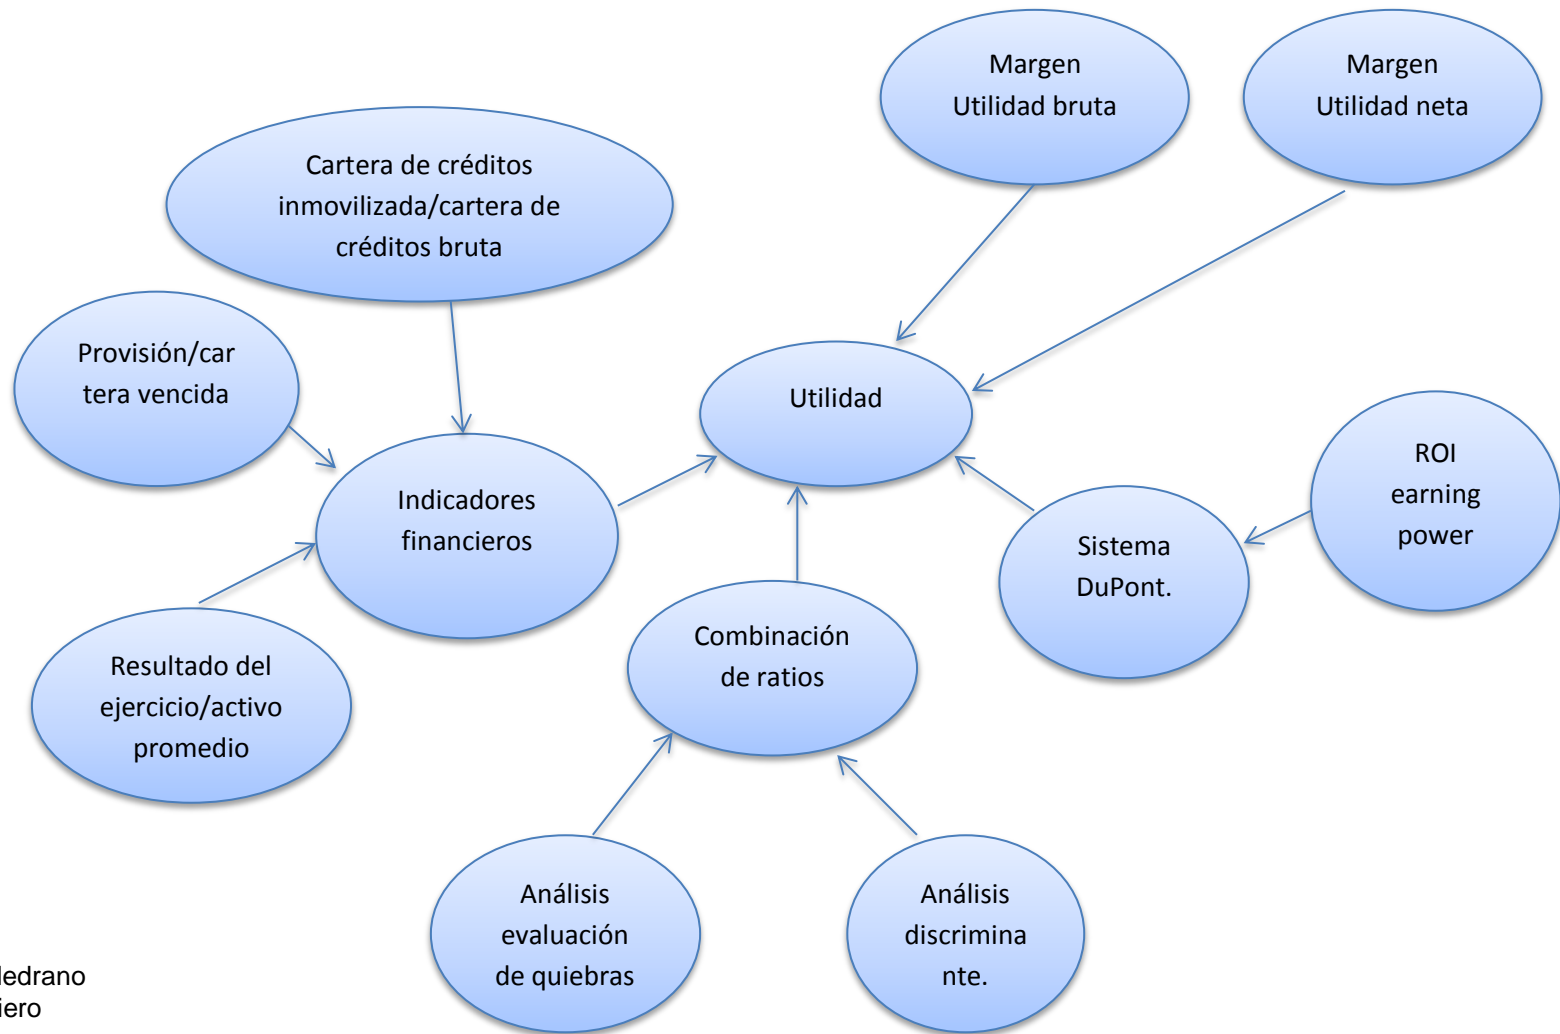 Margen
Utilidad bruta
Margen
Utilidad neta
Cartera de créditos
inmovilizada/cartera de
créditos bruta
Provisión/car
tera vencida
Utilidad
ROI
earning
power
Indicadores
financieros
Sistema
DuPont.
Combinación
de ratios
Resultado del
ejercicio/activo
promedio
Análisis
evaluación
de quiebras
Análisis
discrimina
nte.